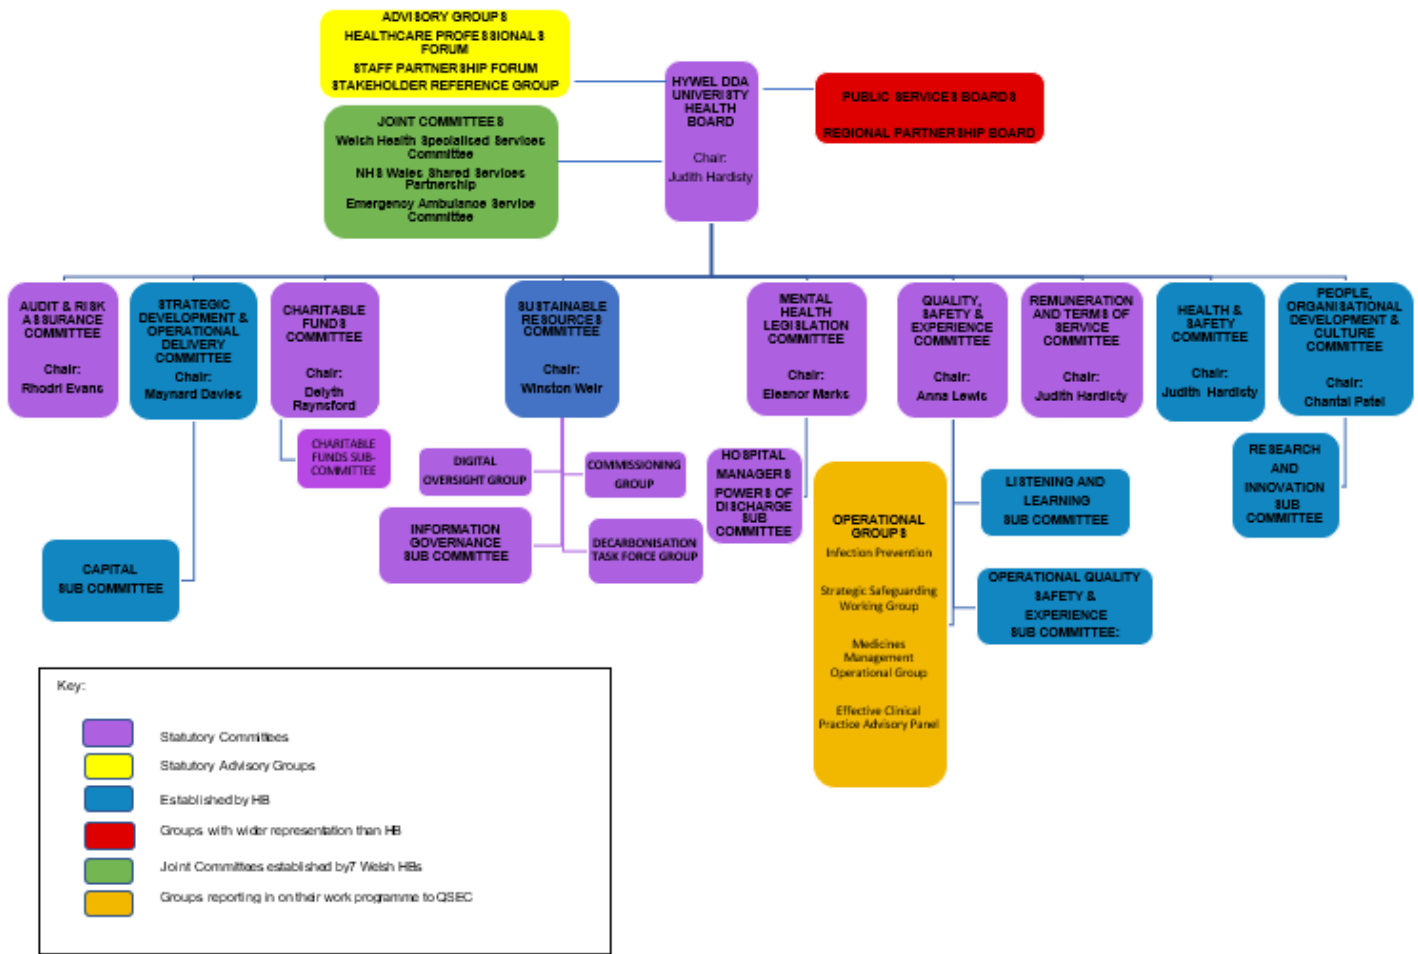 ADVISORY GROUPS
HEALTHCARE PROFESSIONALS
FORUM
STAFF PARTNERSHIP FORUM
STAKEHOLDER REFERENCE GROUP
JOINT COMMITTEES
Welsh Health Specialised Services
Committee
NHS Wales Shared Services
Partnership
Emergency Ambulance Service
Committee
HYWEL DDA
UNIVERISTY
HEALTH
BOARD
Chair:
Judith Hardisty
PUBLIC SERVICES BOARDS
REGIONAL PARTNERSHIP BOARD
AUDIT & RISK
ASSURANCE
COMMITTEE
Chair:
Rhodri Evans
STRATEGIC
DEVELOPMENT &
OPERATIONAL
DELIVERY
COMMITTEE
Chair:
Maynard Davies
CHARITABLE
FUNDS
COMMITTEE
Chair:
Delyth
Raynsford
SUSTAINABLE
RESOURCES
COMMITTEE
Chair:
Winston Weir
MENTAL
HEALTH
LEGISLATION
COMMITTEE
Chair:
Eleanor Marks
QUALITY,
SAFETY &
EXPERIENCE
COMMITTEE
Chair:
Anna Lewis
REMUNERATION
AND TERMS OF
SERVICE
COMMITTEE
Chair:
Judith Hardisty
HEALTH &
SAFETY
COMMITTEE
Chair:
Judith Hardisty
PEOPLE,
ORGANISATIONAL
DEVELOPMENT &
CULTURE
COMMITTEE
Chair:
Chantal Patel
CHARITABLE
FUNDS SUB-
COMMITTEE
DIGITAL
OVERSIGHT GROUP
COMMISSIONING
GROUP
INFORMATION
GOVERNANCE
SUB COMMITTEE
DECARBONISATION
TASK FORCE GROUP
HOSPITAL
MANAGERS
POWERS OF
DISCHARGE
SUB
COMMITTEE
OPERATIONAL
GROUPS
Infection Prevention
Strategic Safeguarding
Working Group
Medicines
Management
Operational Group
Effective Clinical
Practice Advisory Panel
LISTENING AND
LEARNING
SUB COMMITTEE
OPERATIONAL QUALITY
SAFETY &
EXPERIENCE
SUB COMMITTEE:
RESEARCH
AND
INNOVATION
SUB
COMMITTEE
CAPITAL
SUB COMMITTEE
Key:
Statutory Committees
Statutory Advisory Groups
Established by HB
Groups with wider representation than HB
Joint Committees established by7 Welsh HBs
Groups reporting in on their work programme to QSEC